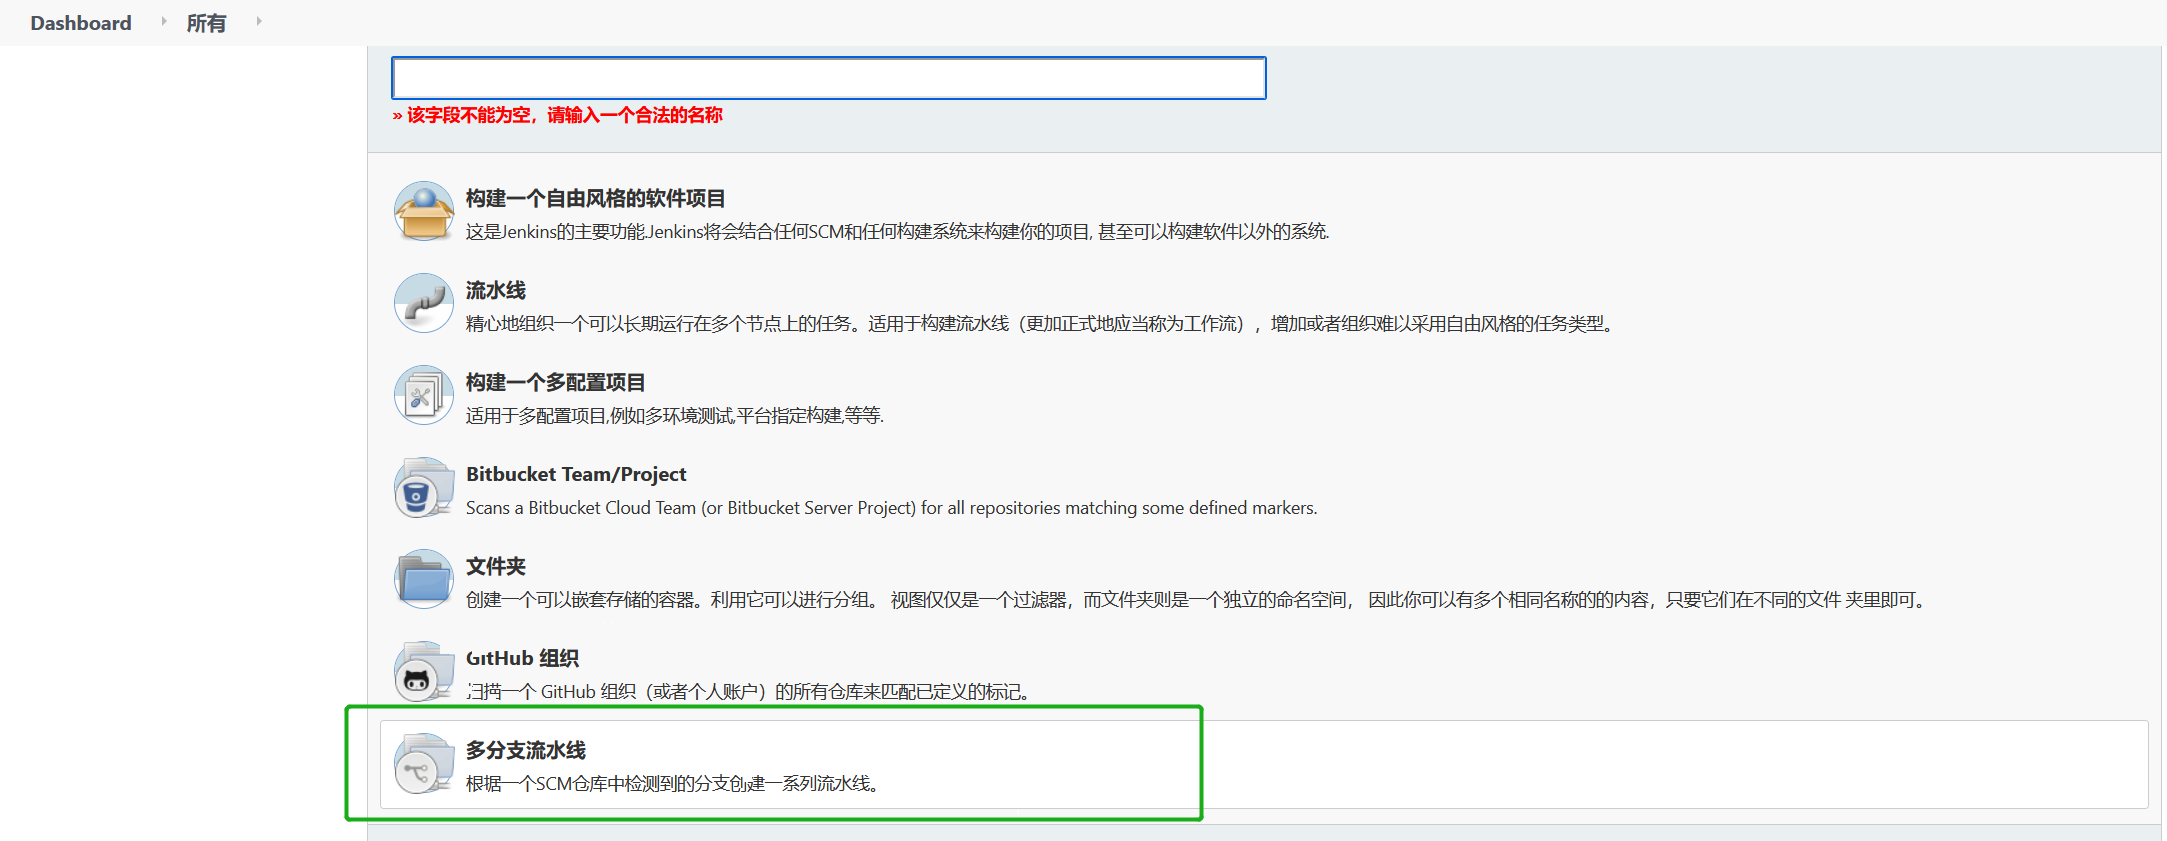 Dashboard 所有
» 该字段不能为空，请输入一个合法的名称
构建一个自由风格的软件项目
这是Jenkins的主要功能.Jenkins将会结合任何SCM和任何构建系统来构建你的项目, 甚至可以构建软件以外的系统.
流水线
精心地组织一个可以长期运行在多个节点上的任务。适用于构建流水线（更加正式地应当称为工作流），增加或者组织难以采用自由风格的任务类型。
构建一个多配置项目
适用于多配置项目,例如多环境测试,平台指定构建,等等.
Bitbucket Team/Project
Scans a Bitbucket Cloud Team (or Bitbucket Server Project) for all repositories matching some defined markers.
文件夹
创建一个可以嵌套存储的容器。利用它可以进行分组。 视图仅仅是一个过滤器，而文件夹则是一个独立的命名空间， 因此你可以有多个相同名称的的内容，只要它们在不同的文件 夹里即可。
GitHub 组织
扫描一个 GitHub 组织（或者个人账户）的所有仓库来匹配已定义的标记。
多分支流水线
根据一个SCM仓库中检测到的分支创建一系列流水线。